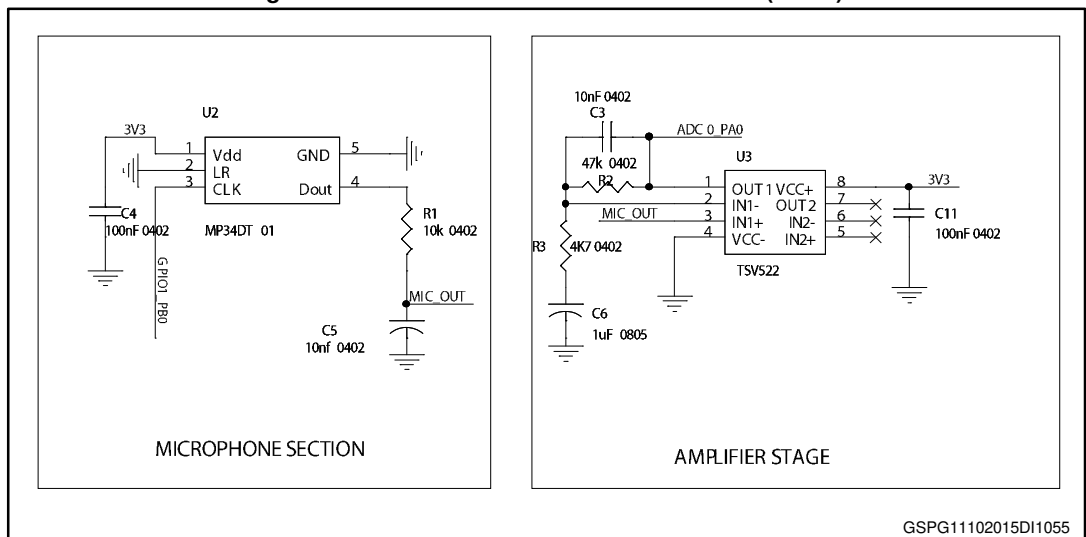 U2
3V3
1 Vdd GND 5
2 LR
3 CLK Dout 4
C4
100nF 0402
MP34DT 01
GPIO1_PB0
R1
10k 0402
MIC_OUT
C5
10nf 0402
MICROPHONE SECTION
10nF 0402
C3
ADC 0_PA0
47k 0402
R2
U3
1 OUT 1 VCC+ 8
3V3
2 IN1- OUT 2 7
MIC_OUT
3 IN1+ IN2- 6
4 VCC- IN2+ 5
C11
100nF 0402
R3
4K7 0402
TSV522
C6
1uF 0805
AMPLIFIER STAGE
GSPG11102015DI1055